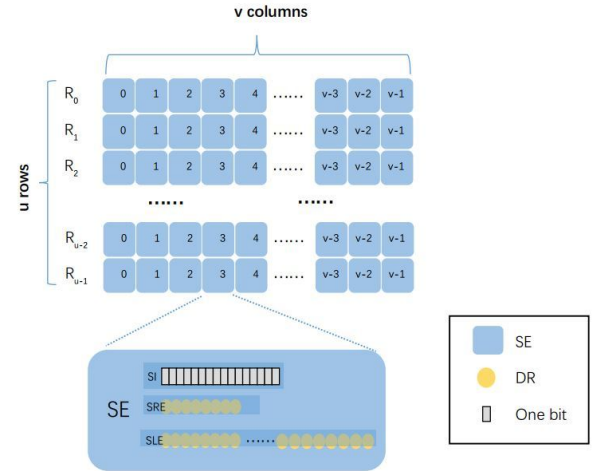 v columns
u rows
R0 0 1 2 3 4 ...... v-3 v-2 v-1
R1 0 1 2 3 4 ...... v-3 v-2 v-1
R2 0 1 2 3 4 ...... v-3 v-2 v-1
...... ......
Ru-2 0 1 2 3 4 ...... v-3 v-2 v-1
Ru-1 0 1 2 3 4 ...... v-3 v-2 v-1
SE
SI
SRE
SLE ......
SE
DR
One bit